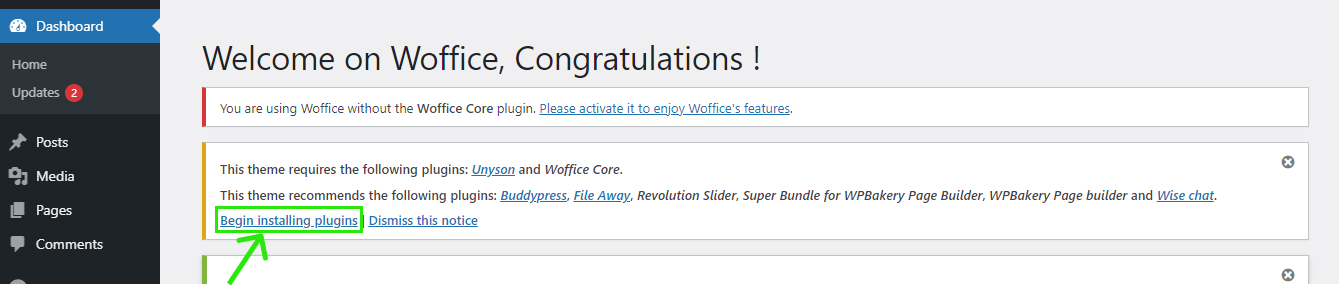 Dashboard
Home
Updates 2
Posts
Media
Pages
Comments
Welcome on Woffice, Congratulations !
You are using Woffice without the Woffice Core plugin. Please activate it to enjoy Woffice's features.
This theme requires the following plugins: Unyson and Woffice Core.
This theme recommends the following plugins: Buddypress, File Away, Revolution Slider, Super Bundle for WPBakery Page Builder, WPBakery Page builder and Wise chat.
Begin installing plugins | Dismiss this notice